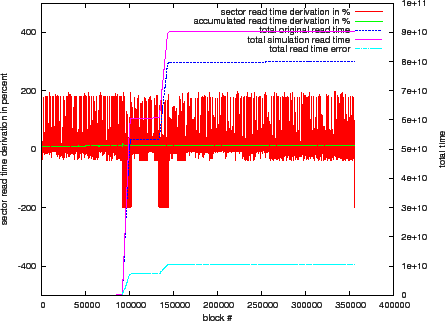 sector read time derivation in %
accumulated read time derivation in %
total original read time
total simulation read time
total read time error
sector read time derivation in percent
400
200
0
-200
-400
1e+11
9e+10
8e+10
7e+10
6e+10
5e+10
4e+10
3e+10
2e+10
1e+10
0
total time
0 50000 100000 150000 200000 250000 300000 350000 400000
block #